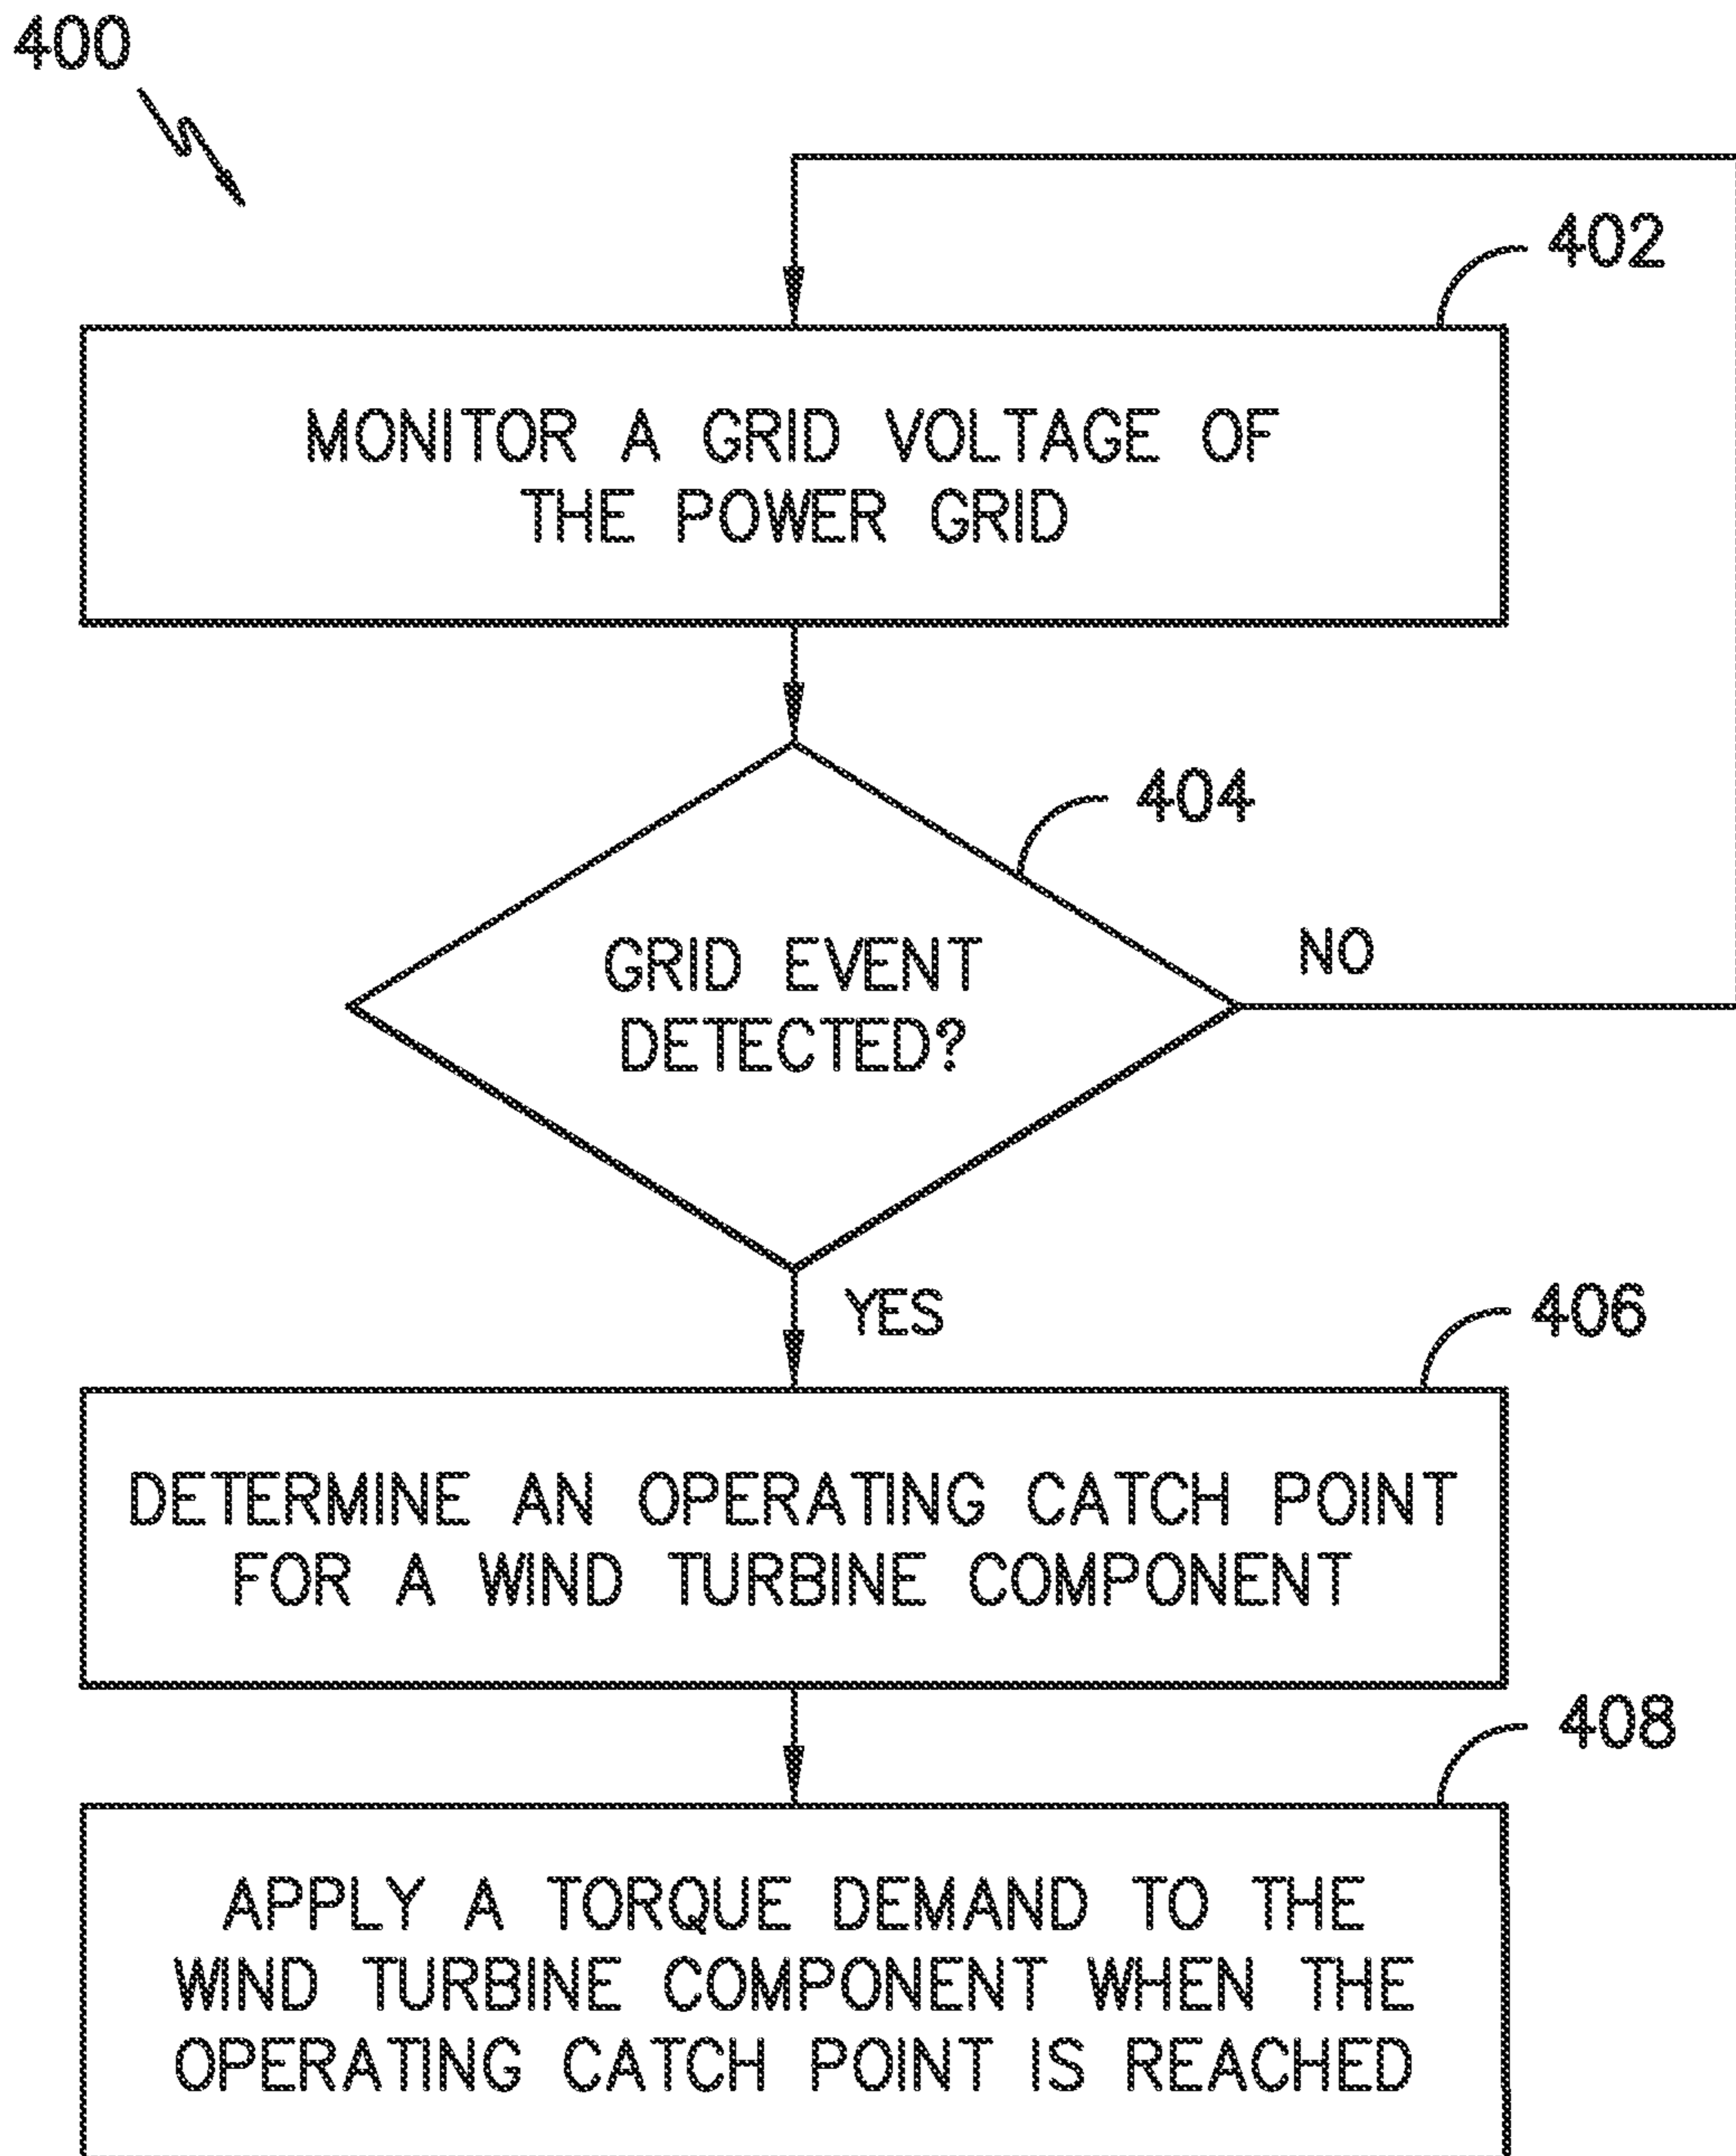 400
402
MONITOR A GRID VOLTAGE OF
THE POWER GRID
404
GRID EVENT
DETECTED?
NO
YES
406
DETERMINE AN OPERATING CATCH POINT
FOR A WIND TURBINE COMPONENT
408
APPLY A TORQUE DEMAND TO THE
WIND TURBINE COMPONENT WHEN THE
OPERATING CATCH POINT IS REACHED